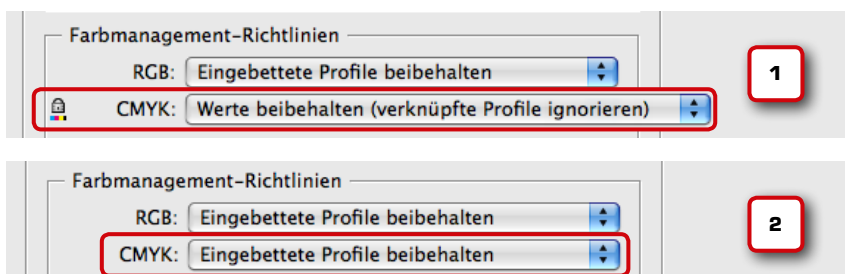 Farbmanagement-Richtlinien
RGB: Eingebettete Profile beibehalten
1
CMYK: Werte beibehalten (verknüpfte Profile ignorieren)
Farbmanagement-Richtlinien
RGB: Eingebettete Profile beibehalten
2
CMYK: Eingebettete Profile beibehalten